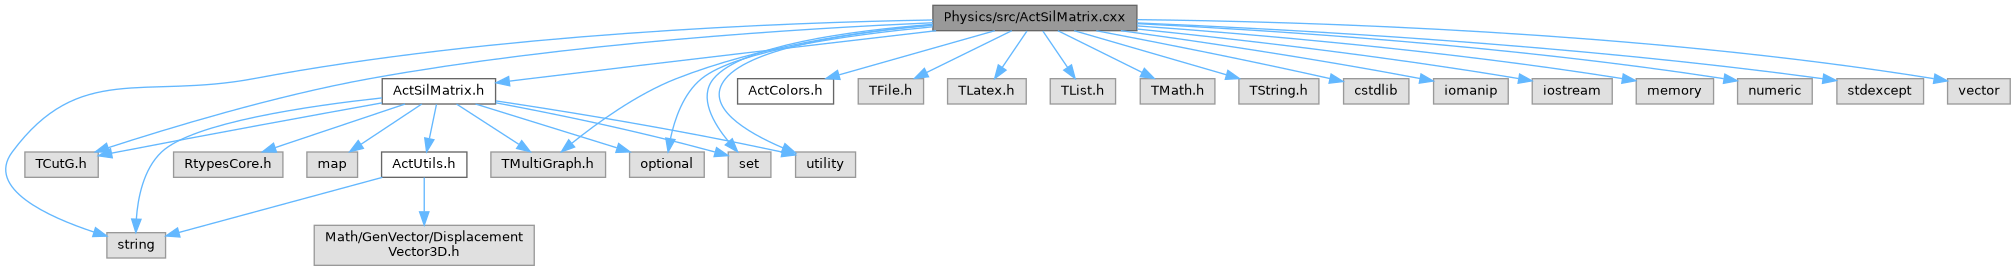 Physics/src/ActSilMatrix.cxx
ActSilMatrix.h
ActColors.h
TFile.h
TLatex.h
TList.h
TMath.h
TString.h
cstdlib
iomanip
iostream
memory
numeric
stdexcept
vector
TCutG.h
RtypesCore.h
map
ActUtils.h
TMultiGraph.h
optional
set
utility
string
Math/GenVector/Displacement
Vector3D.h